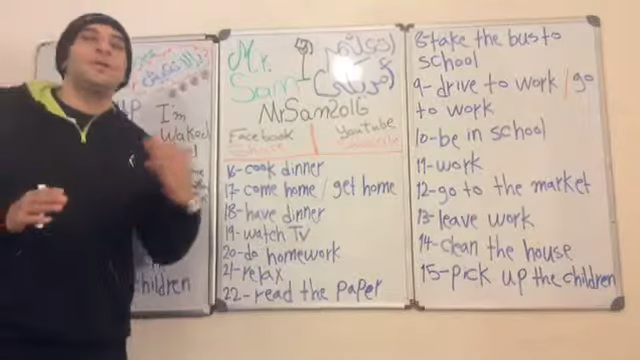 I'm
Waked
children
Mr.
Sam
MrSam2016
Facebook
YouTube
16-cook dinner
17-come home / get home
18-have dinner
19-watch TV
20-do homework
21-relax
22-read the paper
8-take the bus to
school
9-drive to work / go
to work
10-be in school
11-work
12-go to the market
13-leave work
14-clean the house
15-pick up the children